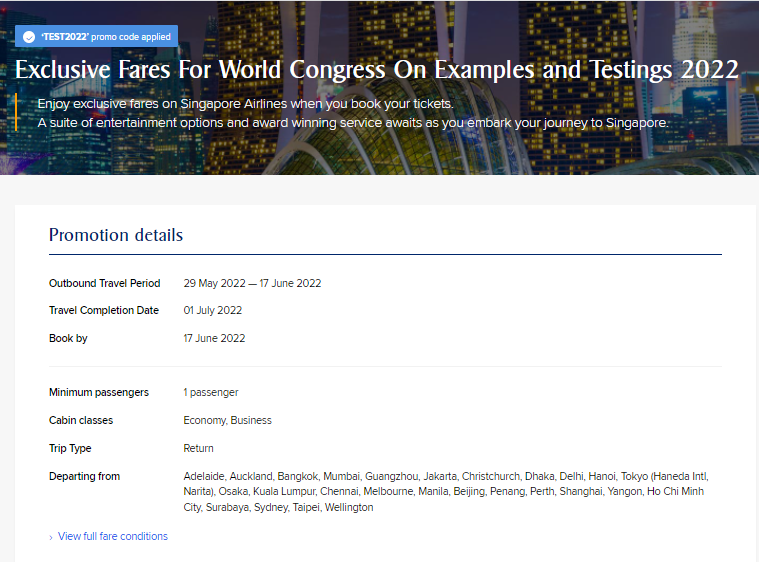 'TEST2022' promo code applied
Exclusive Fares For World Congress On Examples and Testings 2022
Enjoy exclusive fares on Singapore Airlines when you book your tickets.
A suite of entertainment options and award winning service awaits as you embark your journey to Singapore.
Promotion details
Outbound Travel Period 29 May 2022 — 17 June 2022
Travel Completion Date 01 July 2022
Book by 17 June 2022
Minimum passengers 1 passenger
Cabin classes Economy, Business
Trip Type Return
Departing from Adelaide, Auckland, Bangkok, Mumbai, Guangzhou, Jakarta, Christchurch, Dhaka, Delhi, Hanoi, Tokyo (Haneda Intl,
Narita), Osaka, Kuala Lumpur, Chennai, Melbourne, Manila, Beijing, Penang, Perth, Shanghai, Yangon, Ho Chi Minh
City, Surabaya, Sydney, Taipei, Wellington
› View full fare conditions